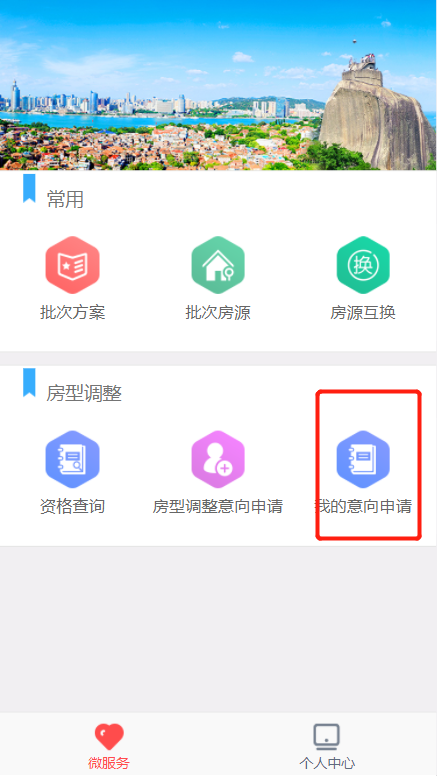 常用
批次方案
批次房源
换
房源互换
房型调整
资格查询
房型调整意向申请
我的意向申请
微服务
个人中心